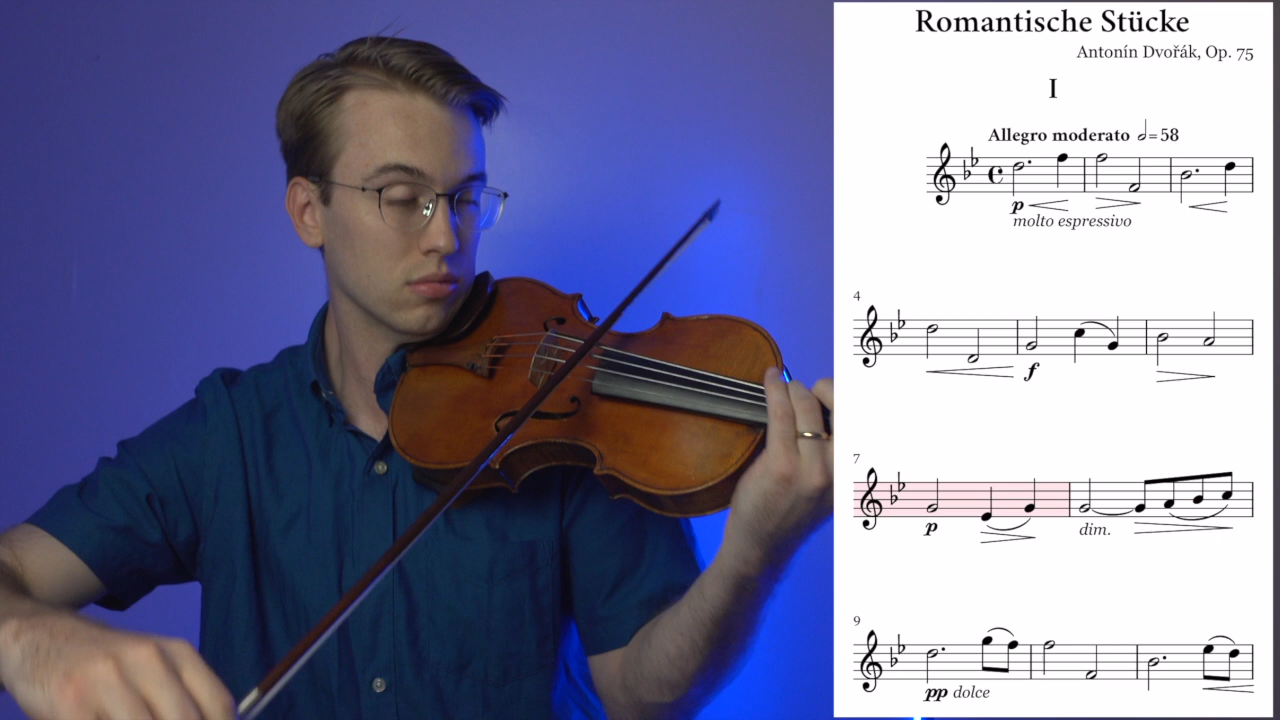 Romantische Stücke
Antonín Dvořák, Op. 75
I
Allegro moderato 𝅗𝅥=58
p
molto espressivo
4
f
7
p
dim.
9
pp dolce